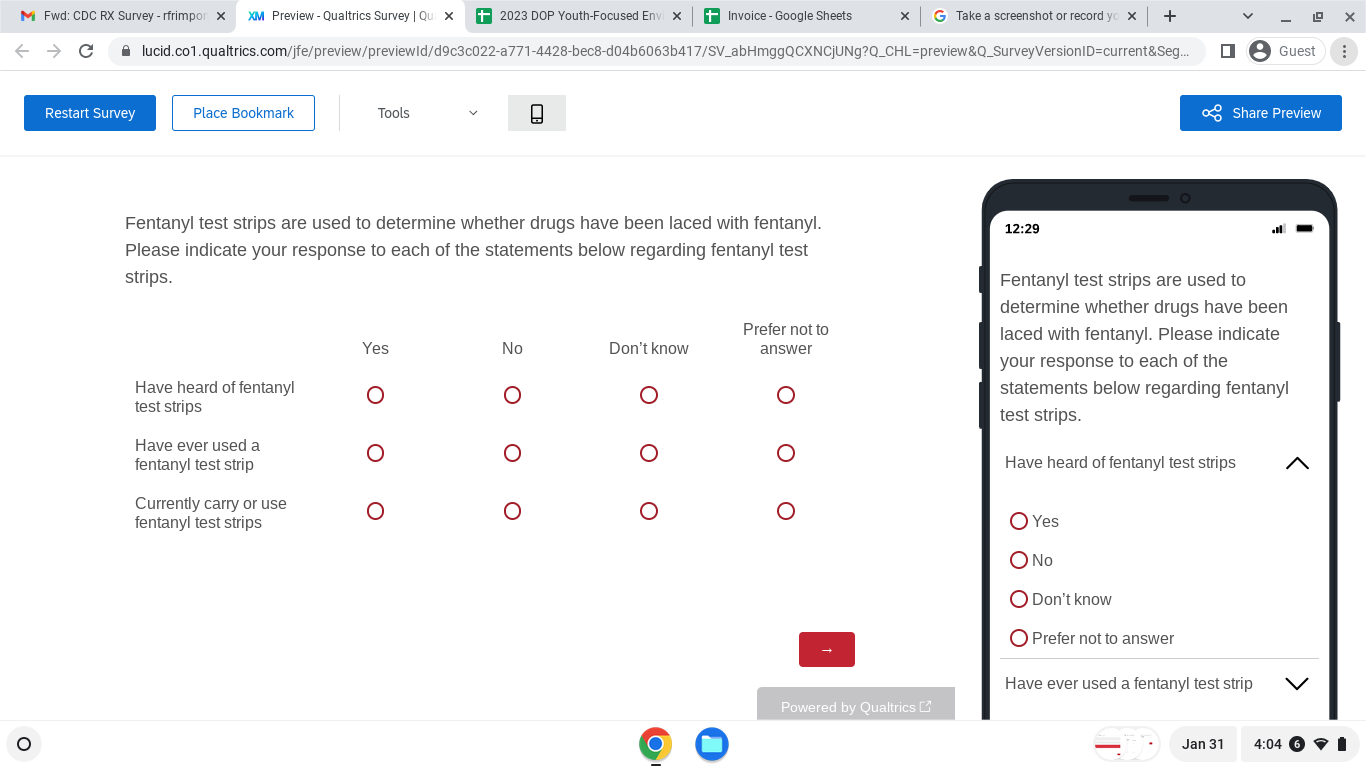 Fwd: CDC RX Survey - rfrimpor
Preview - Qualtrics Survey | Qu
2023 DOP Youth-Focused Envi
Invoice - Google Sheets
Take a screenshot or record yo
lucid.co1.qualtrics.com/jfe/preview/previewId/d9c3c022-a771-4428-bec8-d04b6063b417/SV_abHmggQCXNCjUNg?Q_CHL=preview&Q_SurveyVersionID=current&Seg...
Guest
Restart Survey
Place Bookmark
Tools
Share Preview
Fentanyl test strips are used to determine whether drugs have been laced with fentanyl.
Please indicate your response to each of the statements below regarding fentanyl test
strips.
Yes
No
Don’t know
Prefer not to
answer
Have heard of fentanyl
test strips
Have ever used a
fentanyl test strip
Currently carry or use
fentanyl test strips
→
Powered by Qualtrics
12:29
Fentanyl test strips are used to
determine whether drugs have been
laced with fentanyl. Please indicate
your response to each of the
statements below regarding fentanyl
test strips.
Have heard of fentanyl test strips
Yes
No
Don’t know
Prefer not to answer
Have ever used a fentanyl test strip
Jan 31
4:04
6